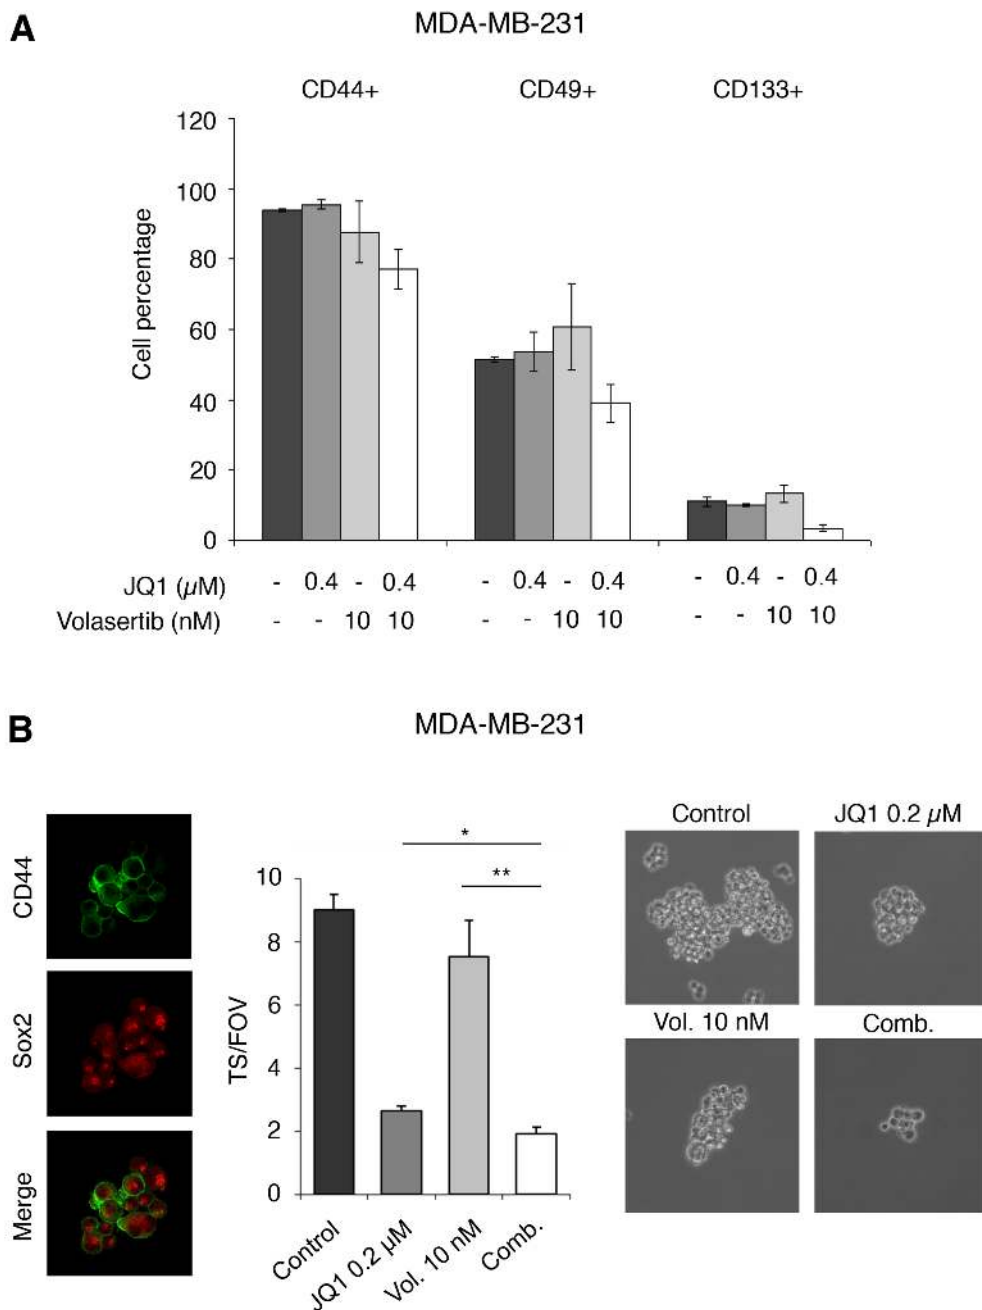 A
MDA-MB-231
CD44+ CD49+ CD133+
Cell percentage
120
100
80
60
40
20
0
JQ1 (μM) - 0.4 - 0.4 - 0.4 - 0.4 - 0.4 - 0.4
Volasertib (nM) - - 10 10 - - 10 10 - - 10 10
B
MDA-MB-231
CD44
Sox2
Merge
TS/FOV
10
8
6
4
2
0
*
**
Control
JQ1 0.2 μM
Vol. 10 nM
Comb.
Control JQ1 0.2 μM
Vol. 10 nM Comb.